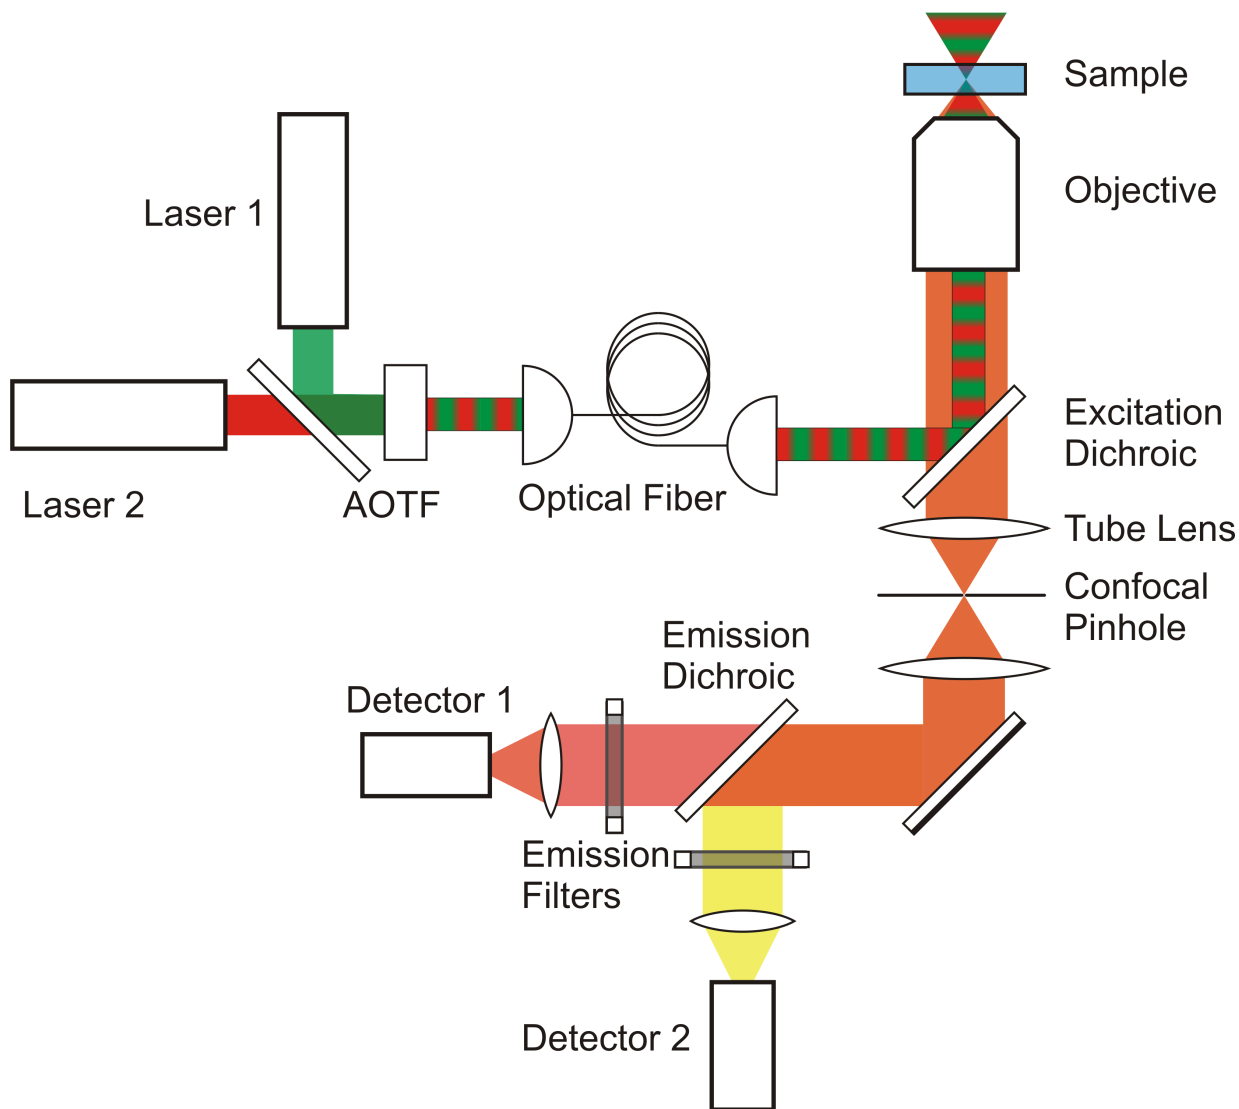 Sample
Laser 1
Objective
Excitation
Dichroic
Laser 2
AOTF
Optical Fiber
Tube Lens
Confocal
Pinhole
Emission
Dichroic
Detector 1
Emission
Filters
Detector 2